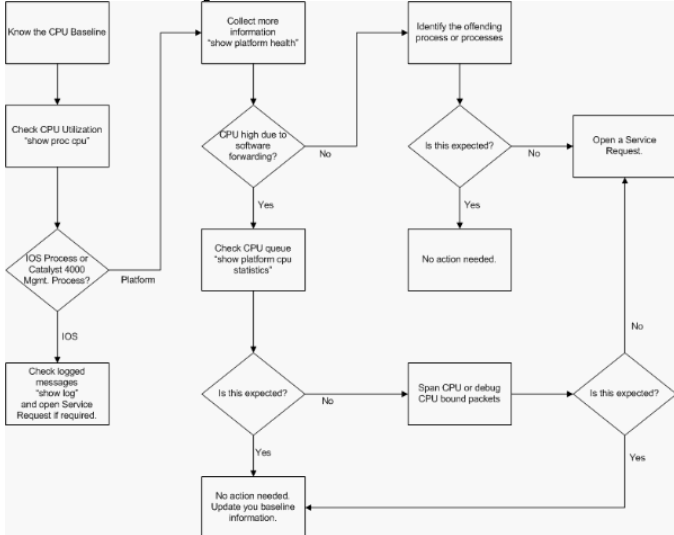 Know the CPU Baseline
Check CPU Utilization
“show proc cpu”
IOS Process or
Catalyst 4000
Mgmt. Process?
Platform
IOS
Check logged
messages
“show log”
and open Service
Request if required.
Collect more
information
“show platform health”
CPU high due to
software
forwarding?
No
Yes
Check CPU queue
“show platform cpu
statistics”
Is this expected?
No
Yes
No action needed.
Update you baseline
information.
Identify the offending
process or processes
Is this expected?
No
Yes
No action needed.
Open a Service
Request.
Span CPU or debug
CPU bound packets
Is this expected?
No
Yes